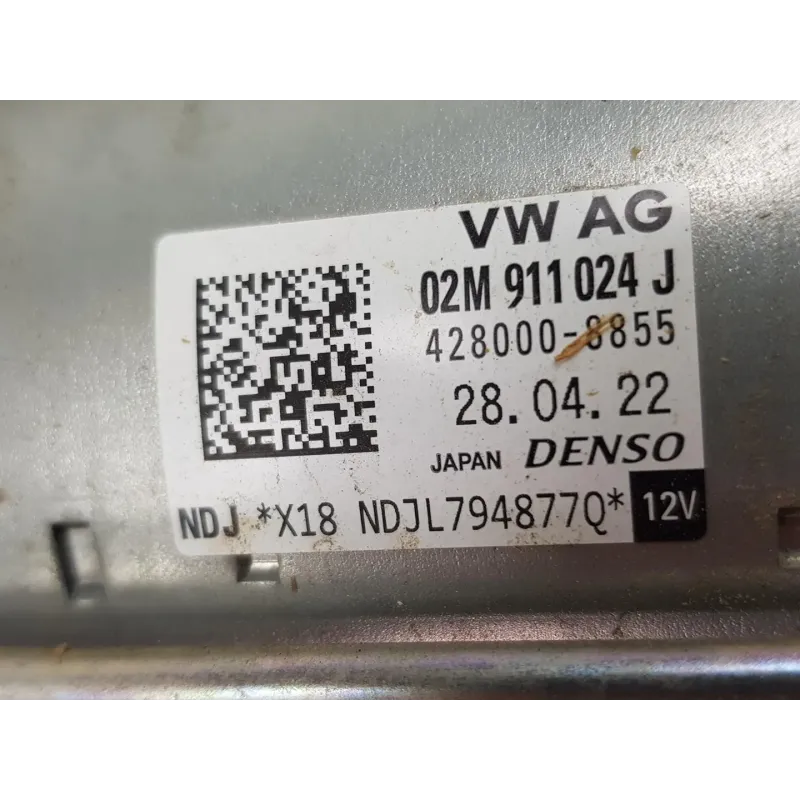 VW AG
02M 911 024 J
428000-8855
28.04.22
JAPAN DENSO
NDJ *X18 NDJL794877Q* 12V